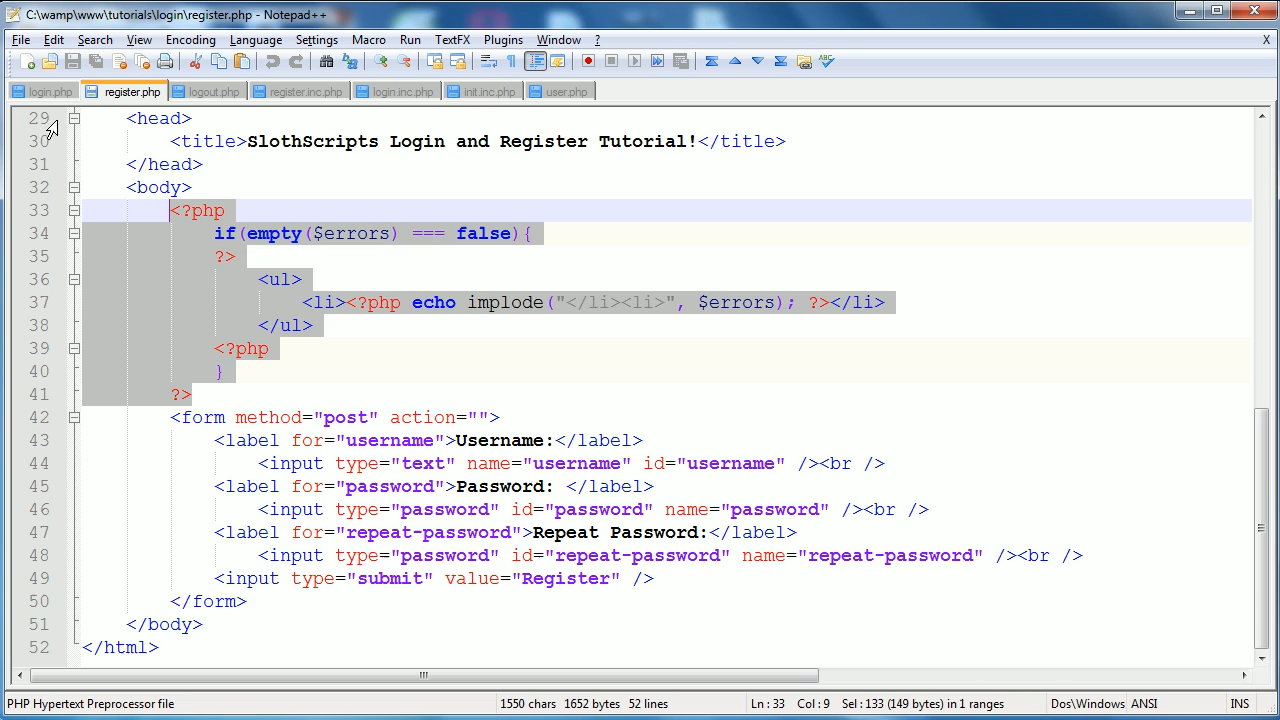 C:\wamp\www\tutorials\login\register.php - Notepad++
File Edit Search View Encoding Language Settings Macro Run TextFX Plugins Window ? X
login.php register.php logout.php register.inc.php login.inc.php init.inc.php user.php
29 <head>
30 <title>SlothScripts Login and Register Tutorial!</title>
31 </head>
32 <body>
33 <?php
34 if(empty($errors) === false){
35 ?>
36 <ul>
37 <li><?php echo implode("</li><li>", $errors); ?></li>
38 </ul>
39 <?php
40 }
41 ?>
42 <form method="post" action="">
43 <label for="username">Username:</label>
44 <input type="text" name="username" id="username" /><br />
45 <label for="password">Password: </label>
46 <input type="password" id="password" name="password" /><br />
47 <label for="repeat-password">Repeat Password:</label>
48 <input type="password" id="repeat-password" name="repeat-password" /><br />
49 <input type="submit" value="Register" />
50 </form>
51 </body>
52 </html>
PHP Hypertext Preprocessor file 1550 chars 1652 bytes 52 lines Ln : 33 Col : 9 Sel : 133 (149 bytes) in 1 ranges Dos\Windows ANSI INS